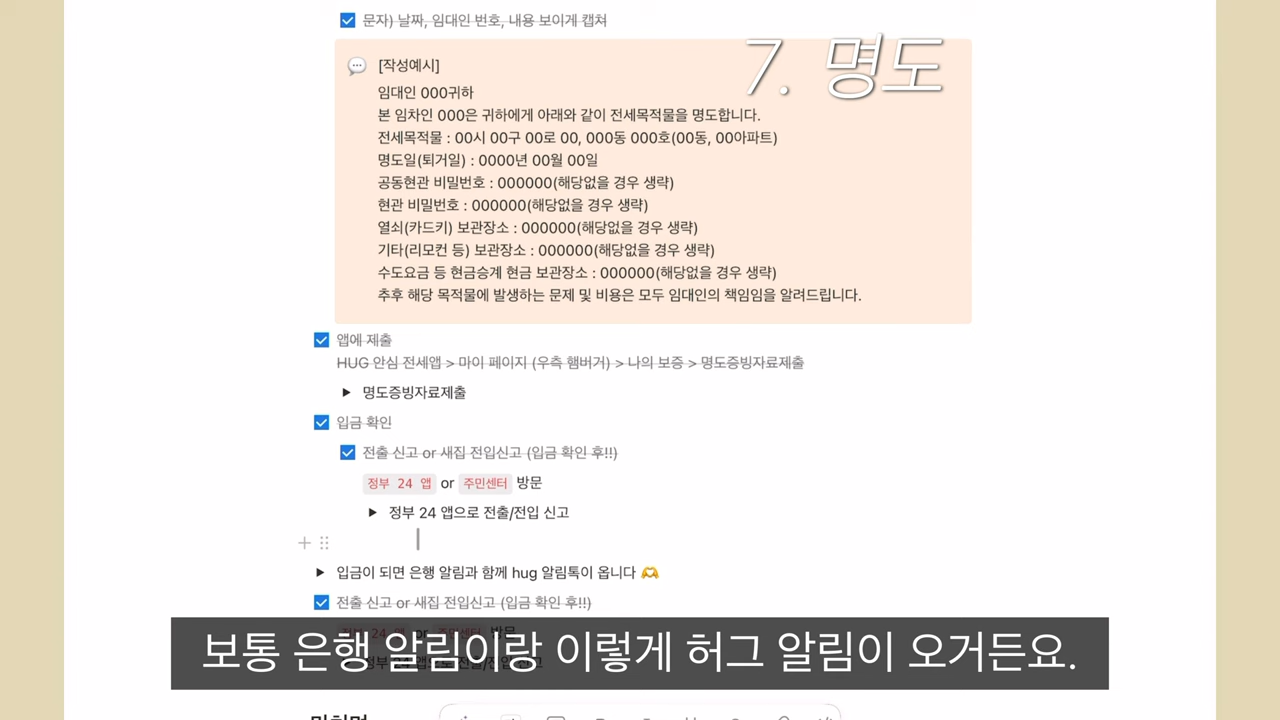 문자) 날짜, 임대인 번호, 내용 보이게 캡쳐
7. 명도
[작성예시]
임대인 000귀하
본 임차인 000은 귀하에게 아래와 같이 전세목적물을 명도합니다.
전세목적물 : 00시 00구 00로 00, 000동 000호(00동, 00아파트)
명도일(퇴거일) : 0000년 00월 00일
공동현관 비밀번호 : 000000(해당없을 경우 생략)
현관 비밀번호 : 000000(해당없을 경우 생략)
열쇠(카드키) 보관장소 : 000000(해당없을 경우 생략)
기타(리모컨 등) 보관장소 : 000000(해당없을 경우 생략)
수도요금 등 현금승계 현금 보관장소 : 000000(해당없을 경우 생략)
추후 해당 목적물에 발생하는 문제 및 비용은 모두 임대인의 책임임을 알려드립니다.
앱에 제출
HUG 안심 전세앱 > 마이 페이지 (우측 햄버거) > 나의 보증 > 명도증빙자료제출
명도증빙자료제출
입금 확인
전출 신고 or 새집 전입신고 (입금 확인 후!!)
정부 24 앱 or 주민센터 방문
정부 24 앱으로 전출/전입 신고
입금이 되면 은행 알림과 함께 hug 알림톡이 옵니다 🫶
전출 신고 or 새집 전입신고 (입금 확인 후!!)
정부 24 앱 or 주민센터 방문
보통 은행 알림이랑 이렇게 허그 알림이 오거든요.